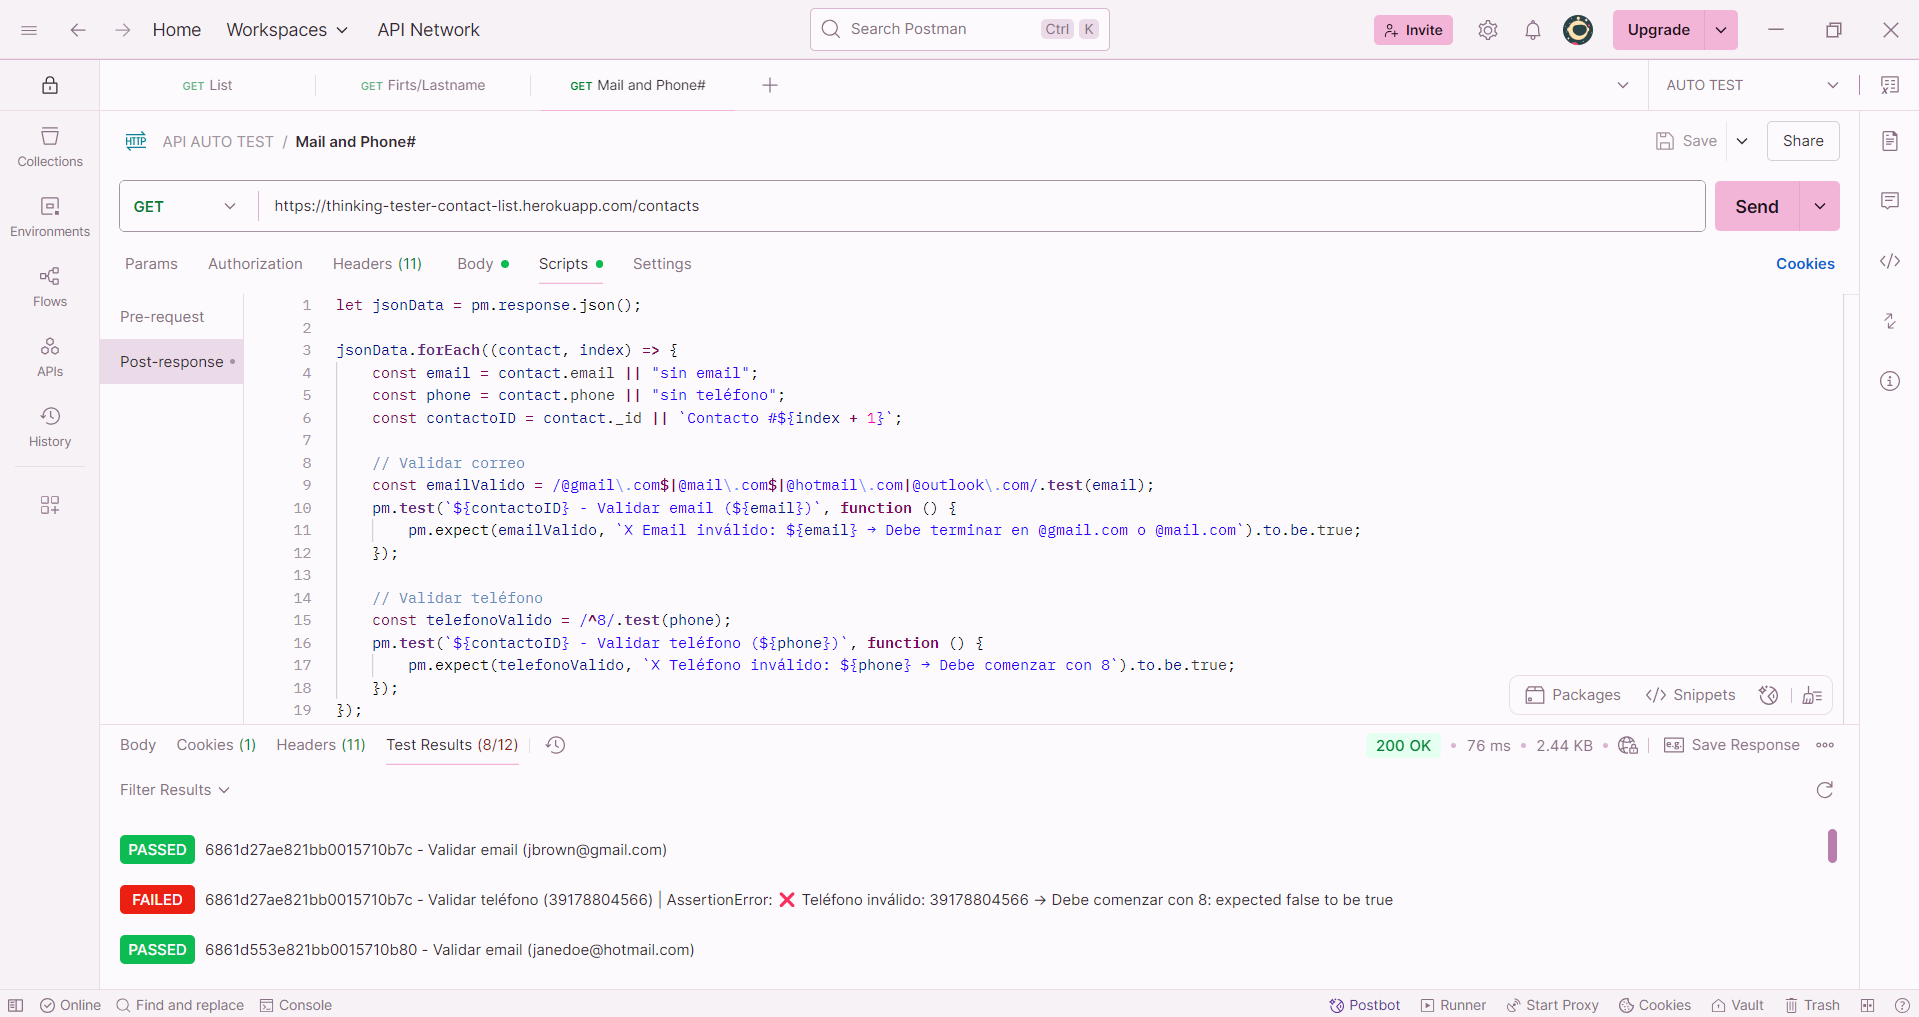 Home Workspaces API Network Search Postman Ctrl K Invite Upgrade
GET List GET Firts/Lastname GET Mail and Phone# AUTO TEST
HTTP API AUTO TEST / Mail and Phone# Save Share
GET https://thinking-tester-contact-list.herokuapp.com/contacts Send
Params Authorization Headers (11) Body Scripts Settings Cookies
Collections
Environments
Flows
APIs
History
Pre-request
Post-response
1 let jsonData = pm.response.json();
2
3 jsonData.forEach((contact, index) => {
4 const email = contact.email || "sin email";
5 const phone = contact.phone || "sin teléfono";
6 const contactoID = contact._id || `Contacto #${index + 1}`;
7
8 // Validar correo
9 const emailValido = /@gmail\.com$|@mail\.com$|@hotmail\.com|@outlook\.com/.test(email);
10 pm.test(`${contactoID} - Validar email (${email})`, function () {
11 pm.expect(emailValido, `X Email inválido: ${email} → Debe terminar en @gmail.com o @mail.com`).to.be.true;
12 });
13
14 // Validar teléfono
15 const telefonoValido = /^8/.test(phone);
16 pm.test(`${contactoID} - Validar teléfono (${phone})`, function () {
17 pm.expect(telefonoValido, `X Teléfono inválido: ${phone} → Debe comenzar con 8`).to.be.true;
18 });
19 });
Packages Snippets
Body Cookies (1) Headers (11) Test Results (8/12) 200 OK • 76 ms • 2.44 KB • e.g. Save Response
Filter Results
PASSED 6861d27ae821bb0015710b7c - Validar email (jbrown@gmail.com)
FAILED 6861d27ae821bb0015710b7c - Validar teléfono (39178804566) | AssertionError: ❌ Teléfono inválido: 39178804566 → Debe comenzar con 8: expected false to be true
PASSED 6861d553e821bb0015710b80 - Validar email (janedoe@hotmail.com)
Online Find and replace Console Postbot Runner Start Proxy Cookies Vault Trash